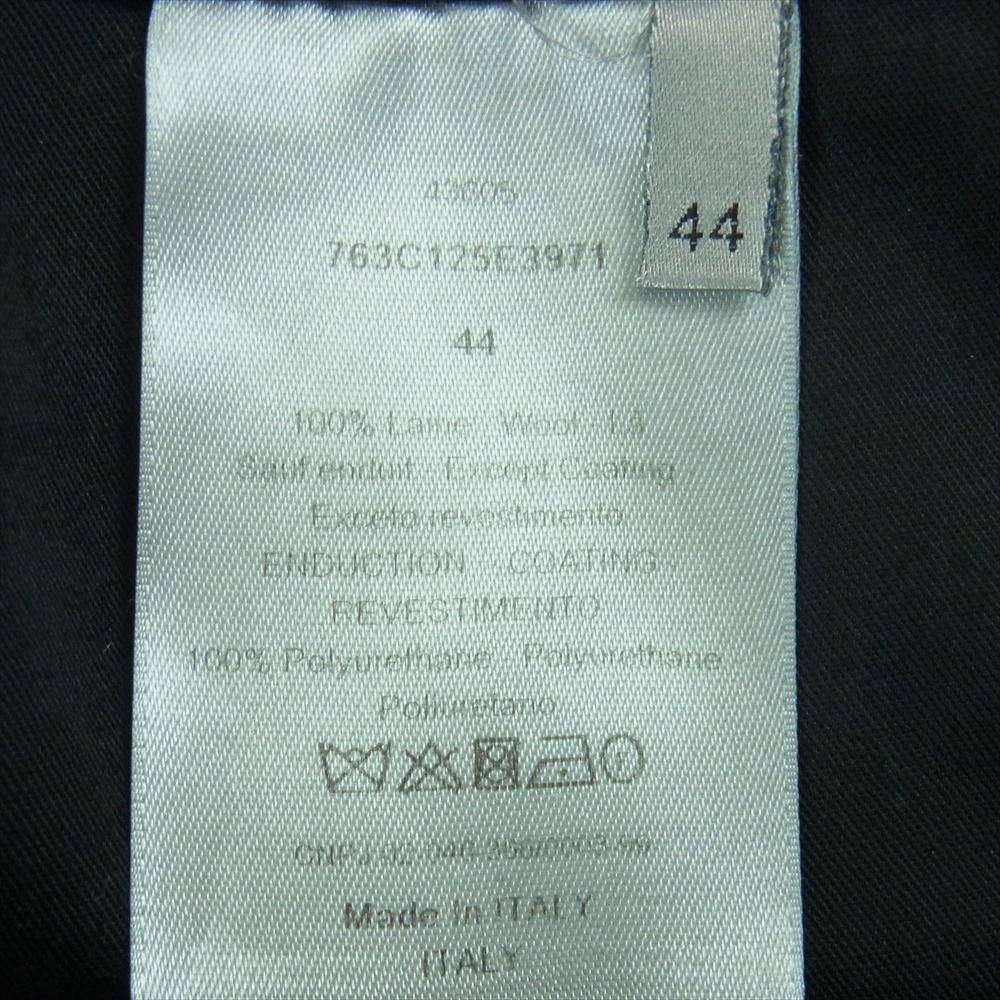 44
763C125E3971
44
100% Laine - Wool - Lã
Sauf enduit - Except Coating -
Exceto revestimento
ENDUCTION - COATING -
REVESTIMENTO
100% Polyurethane - Polyurethane -
Poliuretano
Made In ITALY
ITALY